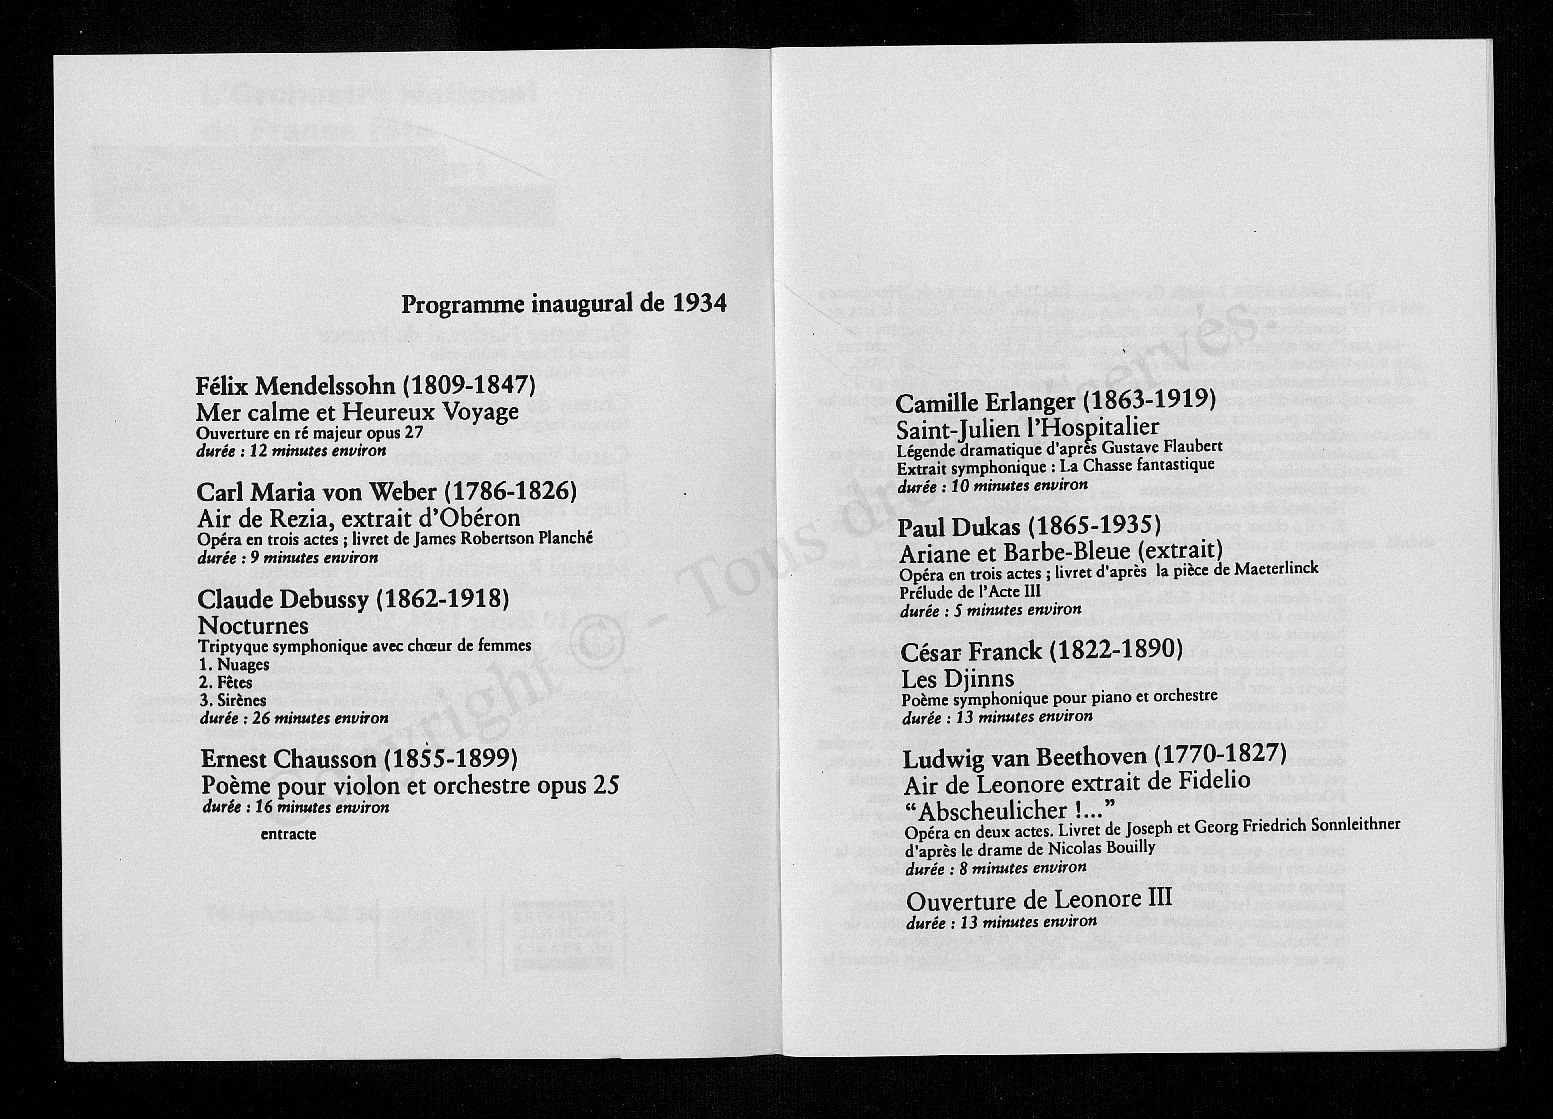 Programme inaugural de 1934
Félix Mendelssohn (1809-1847)
Mer calme et Heureux Voyage
Ouverture en ré majeur opus 27
durée : 12 minutes environ
Carl Maria von Weber (1786-1826)
Air de Rezia, extrait d'Obéron
Opéra en trois actes ; livret de James Robertson Planché
durée : 9 minutes environ
Claude Debussy (1862-1918)
Nocturnes
Triptyque symphonique avec chœur de femmes
1. Nuages
2. Fêtes
3. Sirènes
durée : 26 minutes environ
Ernest Chausson (1855-1899)
Poème pour violon et orchestre opus 25
durée : 16 minutes environ
entracte
Camille Erlanger (1863-1919)
Saint-Julien l'Hospitalier
Légende dramatique d'après Gustave Flaubert
Extrait symphonique : La Chasse fantastique
durée : 10 minutes environ
Paul Dukas (1865-1935)
Ariane et Barbe-Bleue (extrait)
Opéra en trois actes ; livret d'après la pièce de Maeterlinck
Prélude de l'Acte III
durée : 5 minutes environ
César Franck (1822-1890)
Les Djinns
Poème symphonique pour piano et orchestre
durée : 13 minutes environ
Ludwig van Beethoven (1770-1827)
Air de Leonore extrait de Fidelio
“Abscheulicher !...”
Opéra en deux actes. Livret de Joseph et Georg Friedrich Sonnleithner
d'après le drame de Nicolas Bouilly
durée : 8 minutes environ
Ouverture de Leonore III
durée : 13 minutes environ
Copyright © - Tous droits réservés.